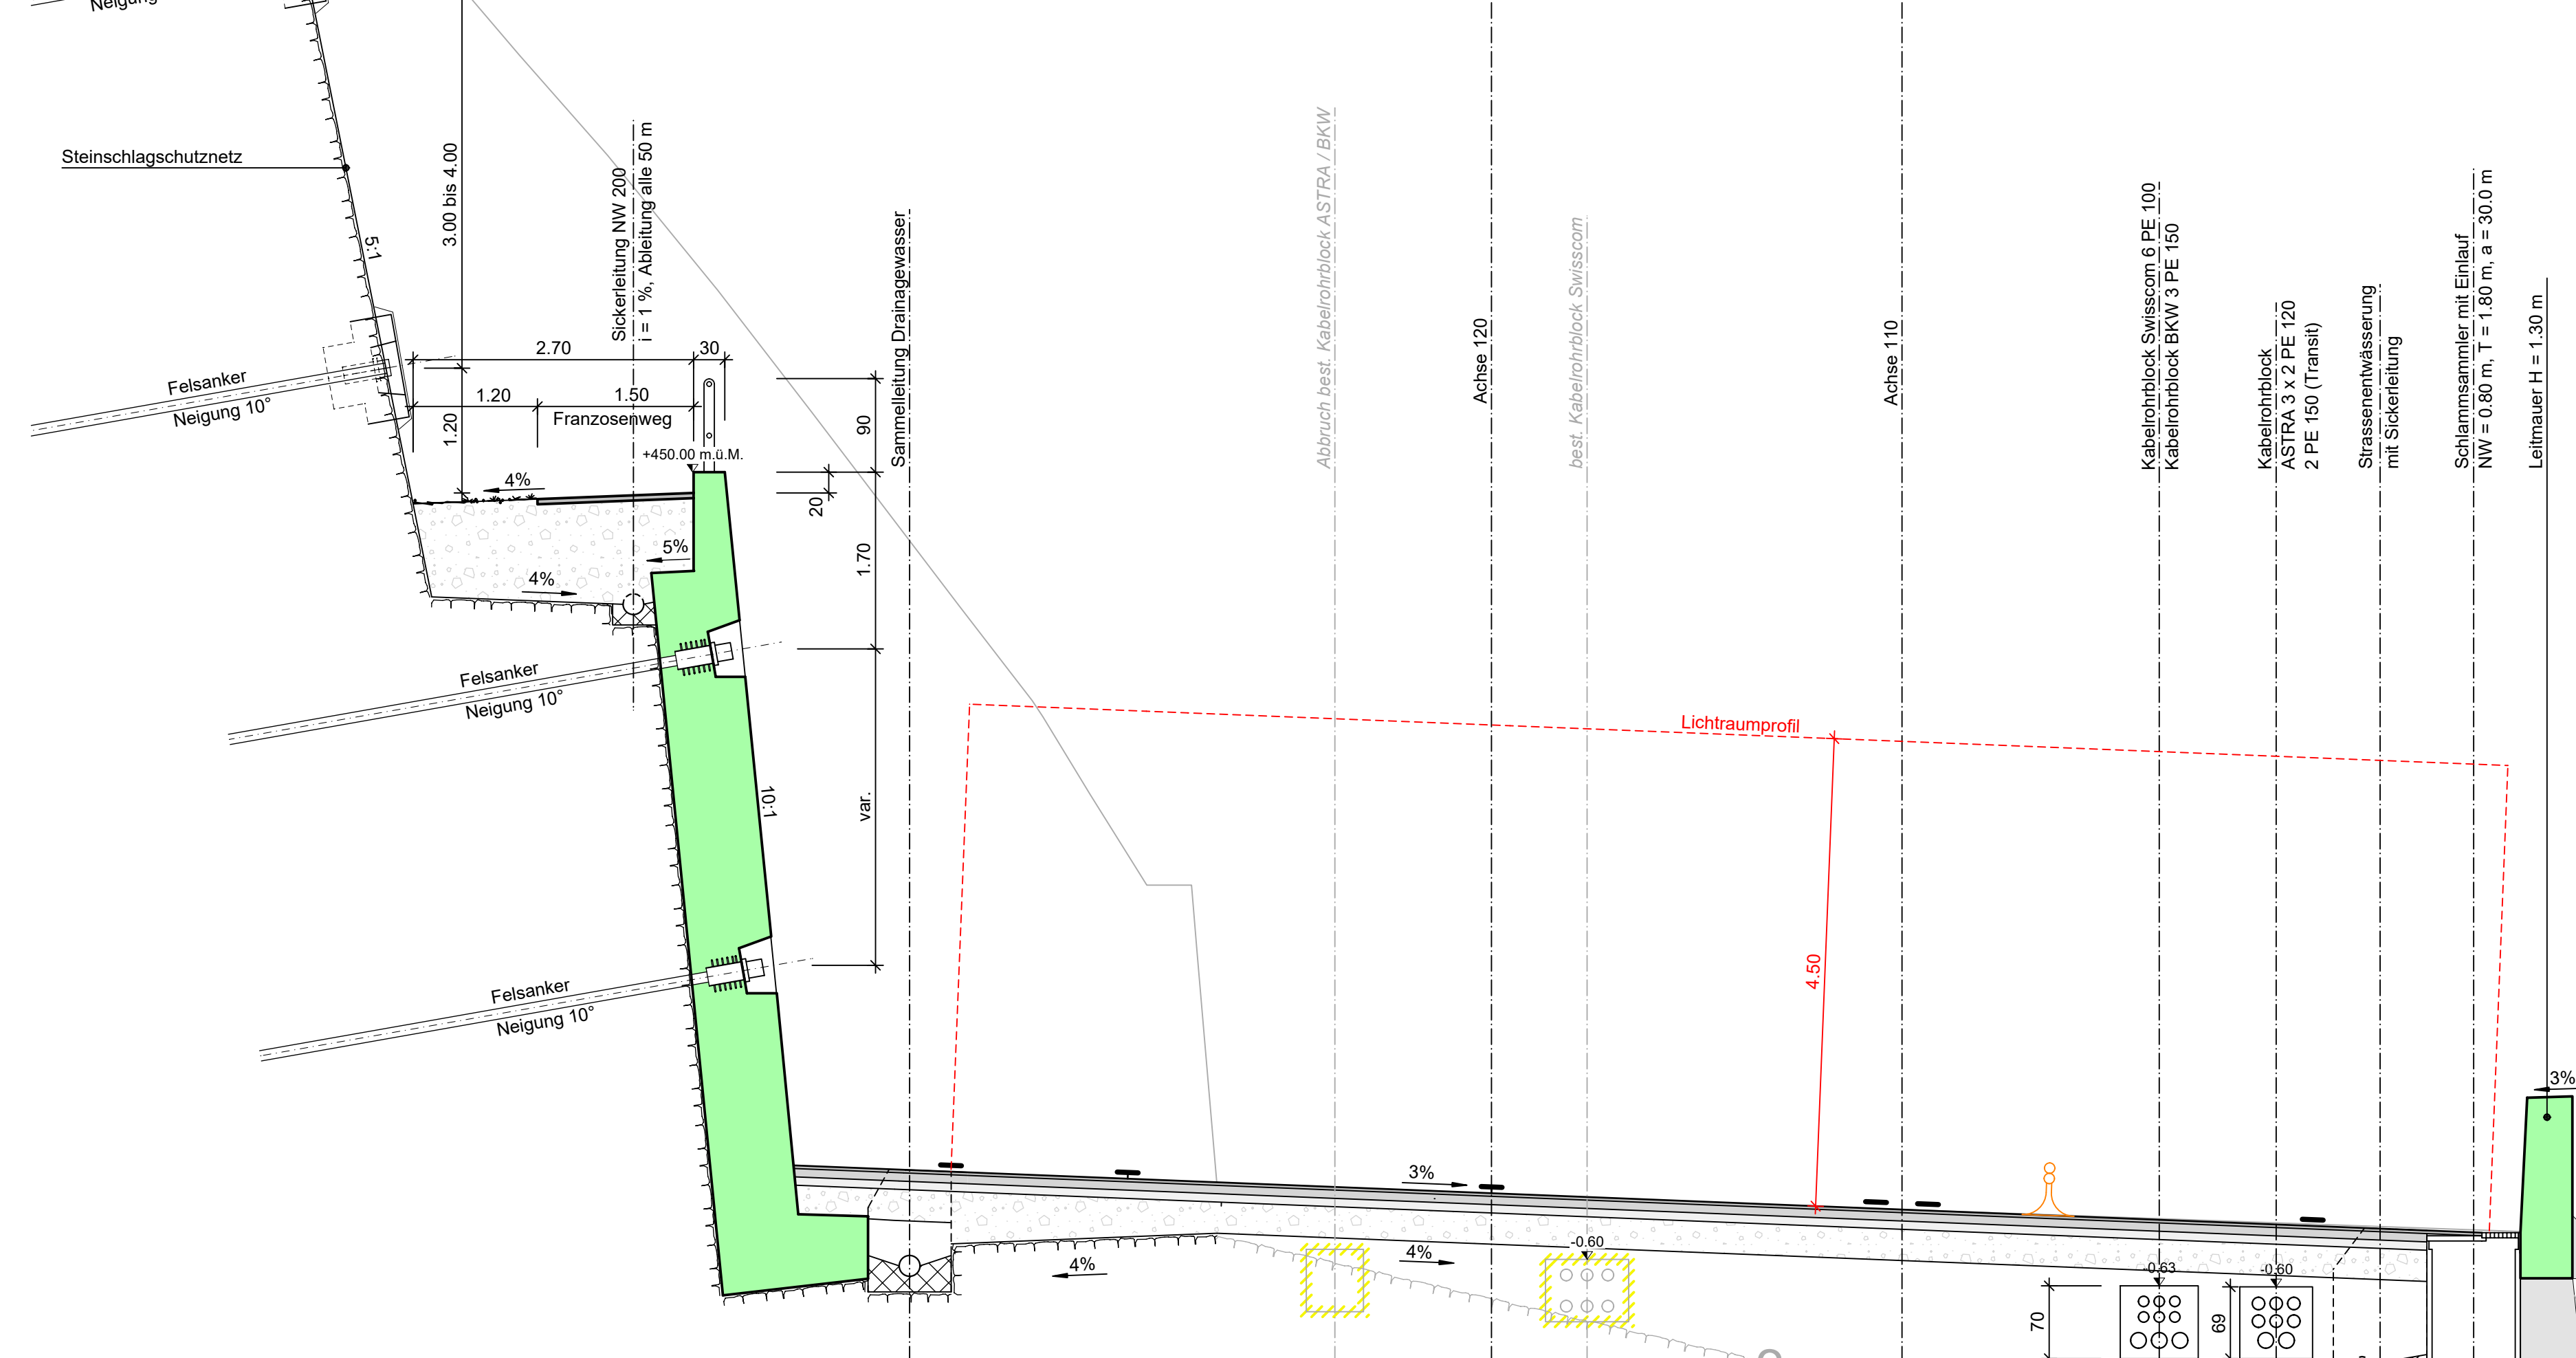 Neigung
Steinschlagschutznetz
5:1
3.00 bis 4.00
Sickerleitung NW 200
i = 1 %, Ableitung alle 50 m
Sammelleitung Drainagewasser
Abbruch best. Kabelrohrblock ASTRA / BKW
Achse 120
best. Kabelrohrblock Swisscom
Achse 110
Kabelrohrblock Swisscom 6 PE 100
Kabelrohrblock BKW 3 PE 150
Kabelrohrblock
ASTRA 3 x 2 PE 120
2 PE 150 (Transit)
Strassenentwässerung
mit Sickerleitung
Schlammsammler mit Einlauf
NW = 0.80 m, T = 1.80 m, a = 30.0 m
Leitmauer H = 1.30 m
2.70
30
Felsanker
Neigung 10°
1.20
1.50
Franzosenweg
1.20
90
+450.00 m.ü.M.
4%
20
5%
1.70
4%
Felsanker
Neigung 10°
Lichtraumprofil
10:1
var.
4.50
Felsanker
Neigung 10°
3%
3%
4%
4%
-0.60
-0.63
-0.60
70
69